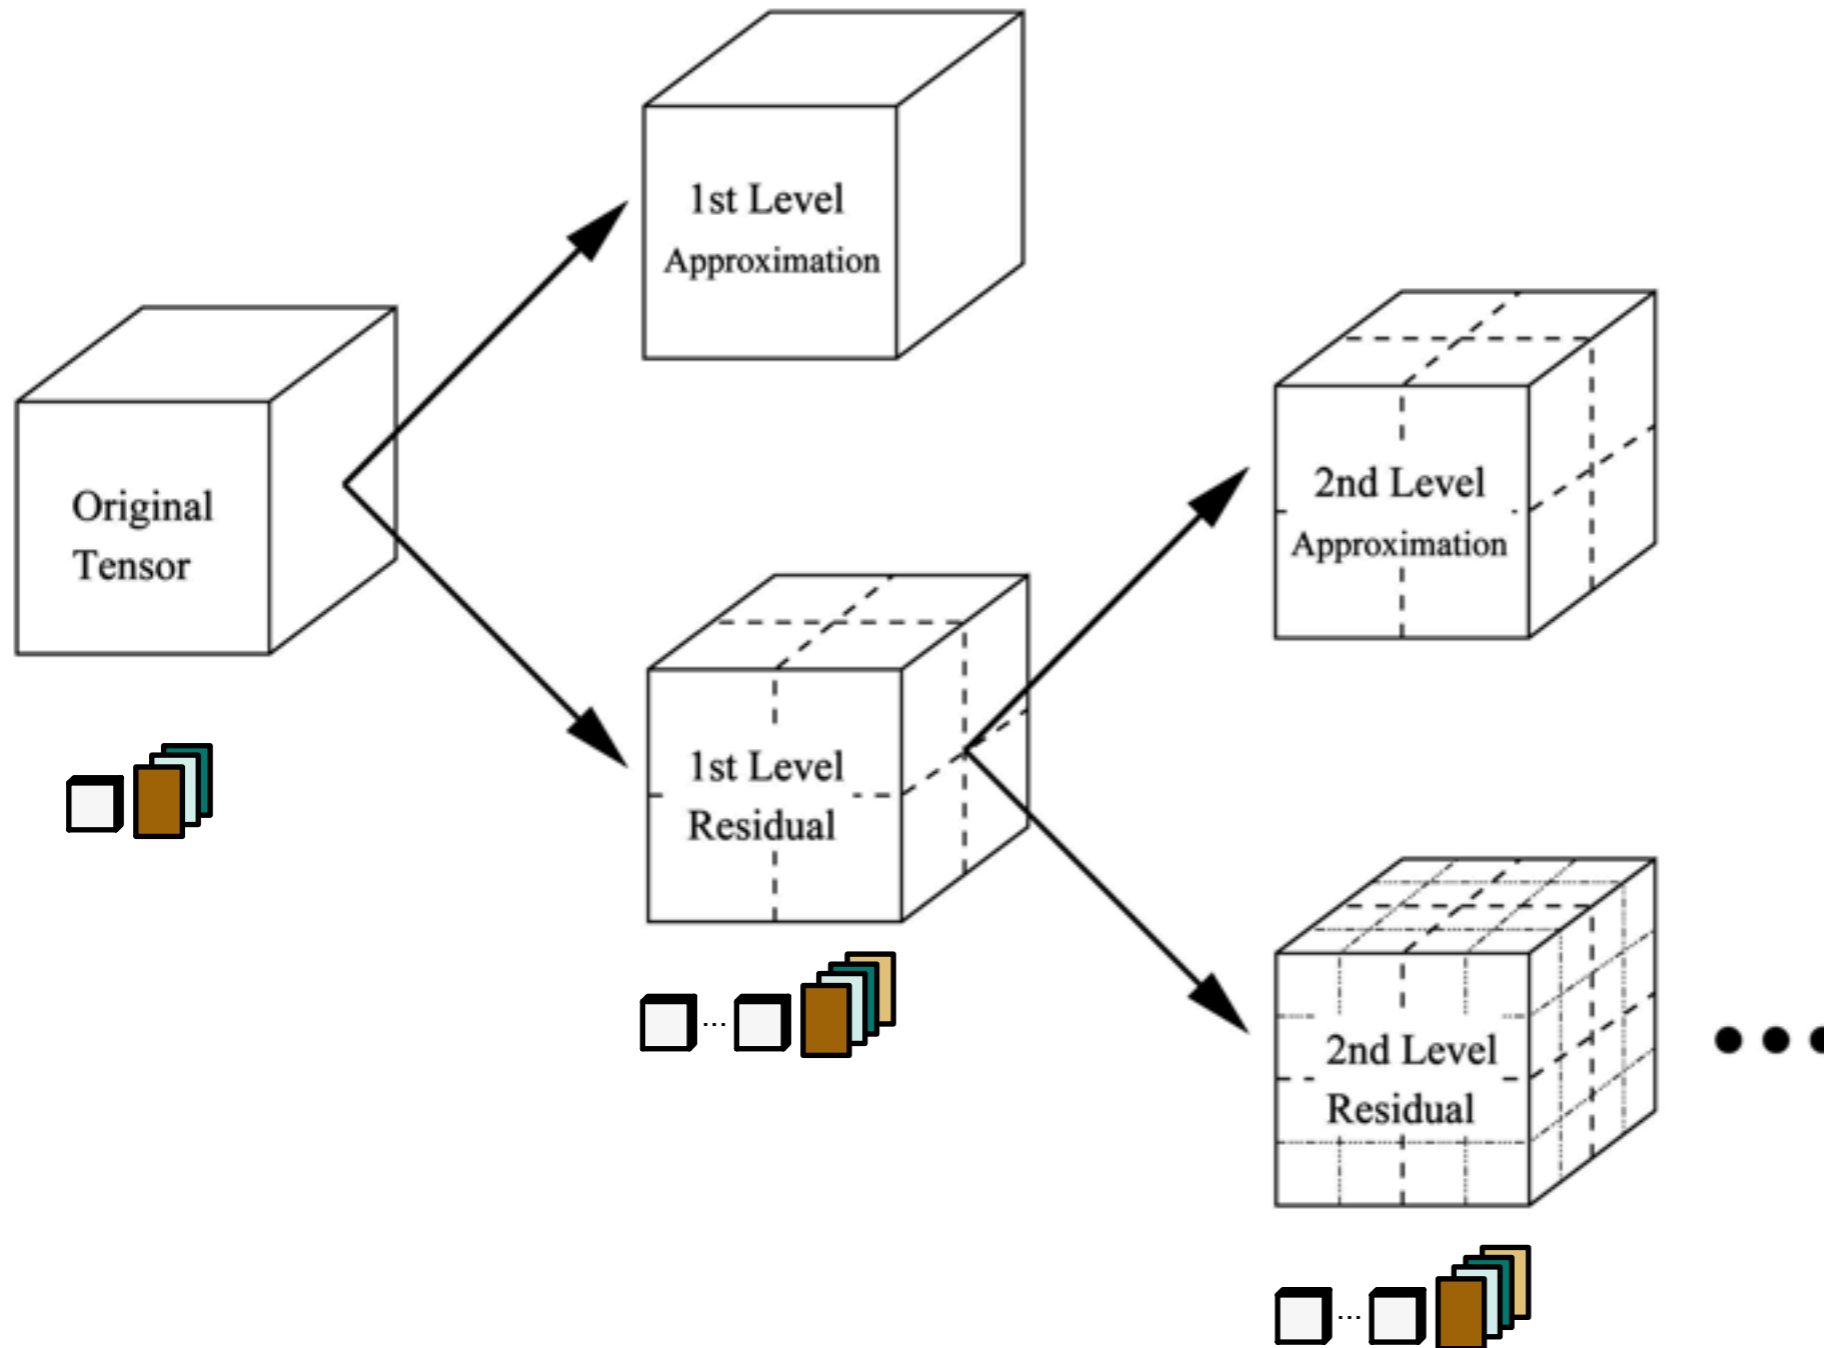 1st Level
Approximation
Original
Tensor
2nd Level
Approximation
1st Level
Residual
2nd Level
Residual